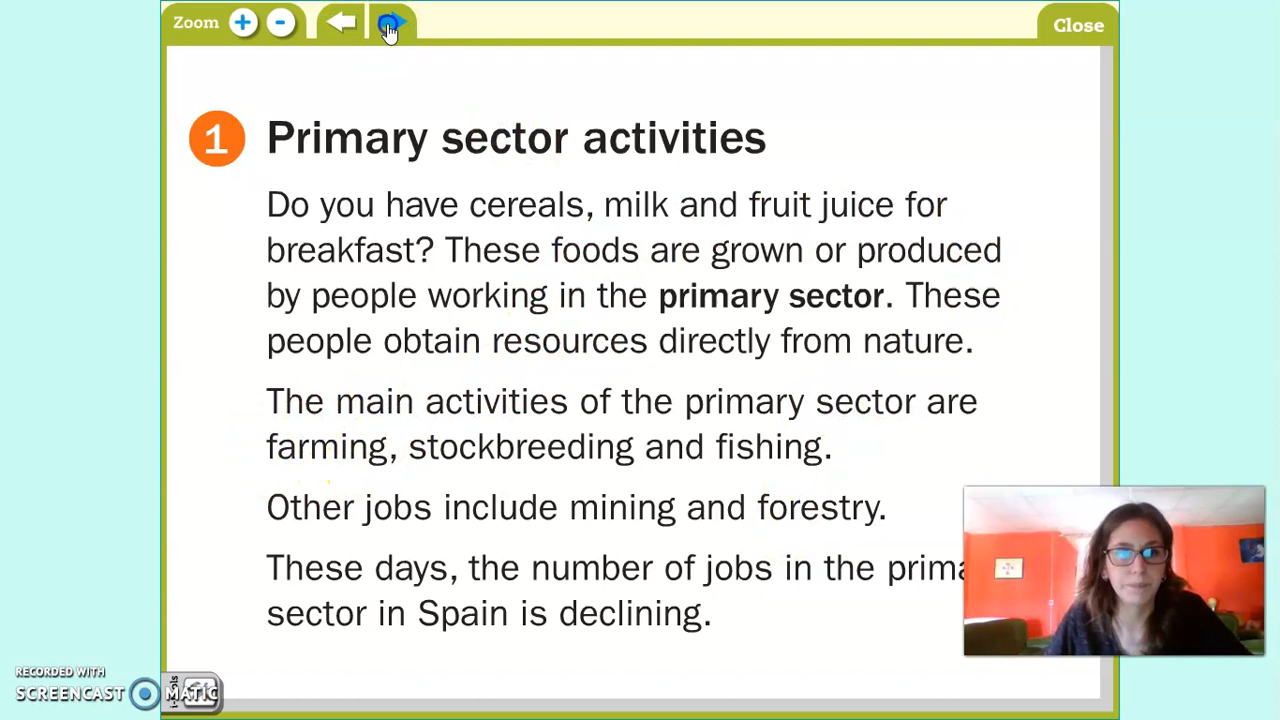 Zoom + -
Close
1 Primary sector activities
Do you have cereals, milk and fruit juice for
breakfast? These foods are grown or produced
by people working in the primary sector. These
people obtain resources directly from nature.
The main activities of the primary sector are
farming, stockbreeding and fishing.
Other jobs include mining and forestry.
These days, the number of jobs in the prima
sector in Spain is declining.
RECORDED WITH
SCREENCAST MATIC